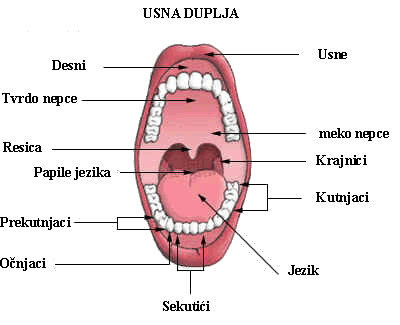 USNA DUPLJA
Usne
Desni
Tvrdo nepce
meko nepce
Resica
Krajnici
Papile jezika
Kutnjaci
Prekutnjaci
Očnjaci
Jezik
Sekutići